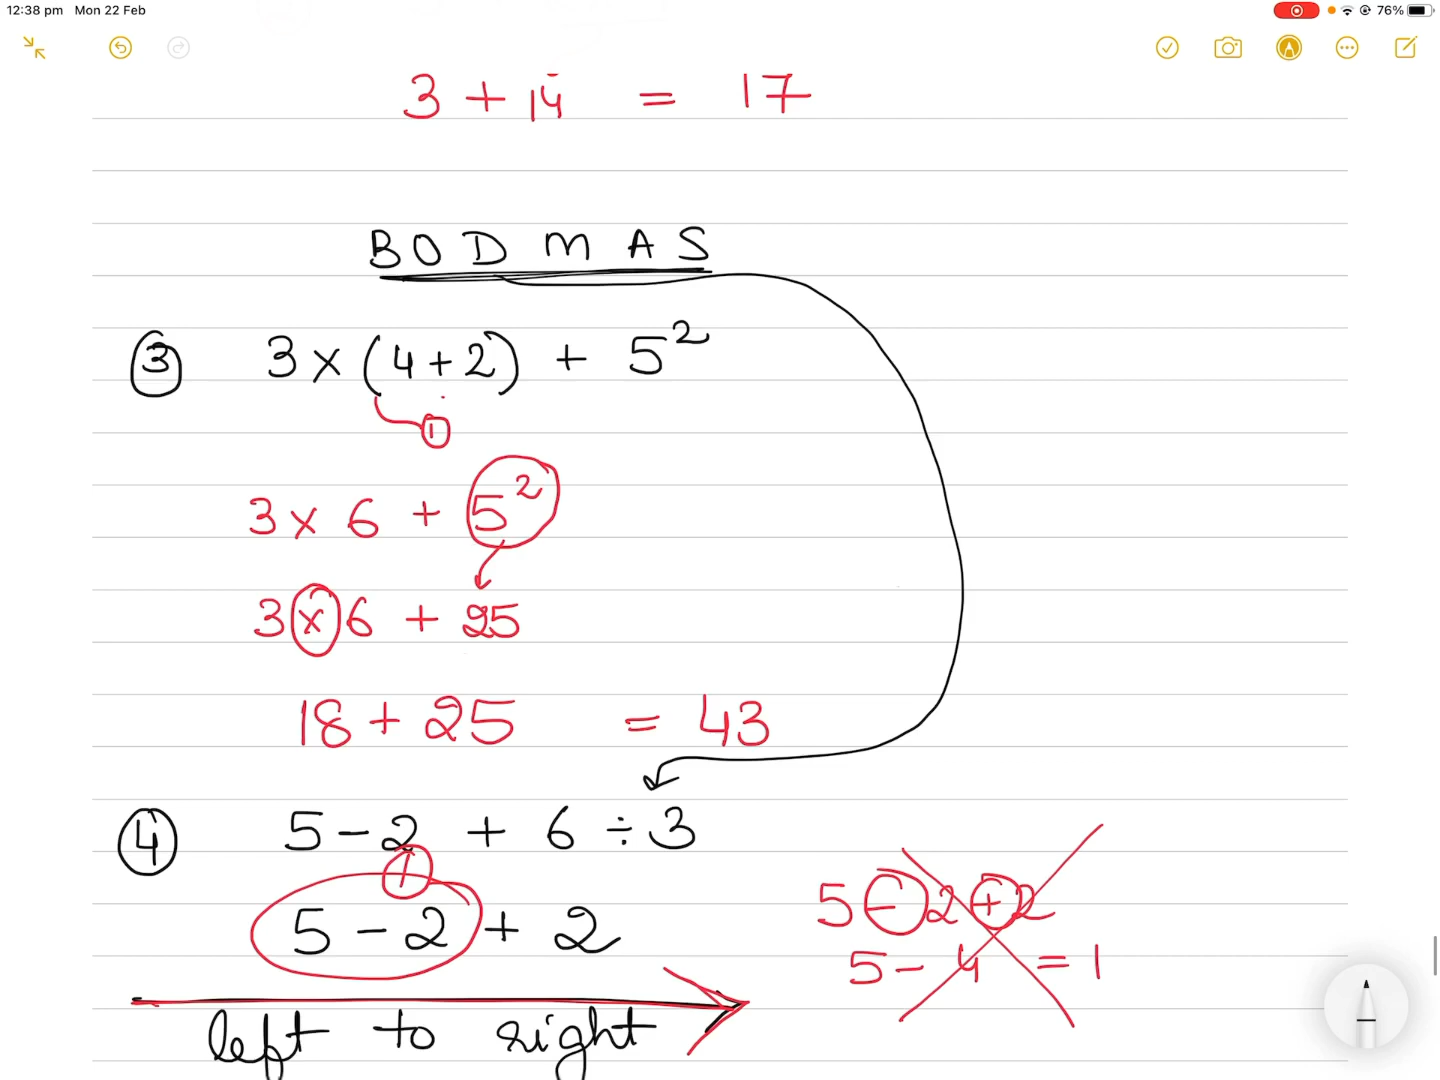 12:38 pm Mon 22 Feb
76%
3 + 14 = 17
BODMAS
③ 3 × (4 + 2) + 5²
①
3 × 6 + 5²
3 × 6 + 25
18 + 25 = 43
④ 5 - 2 + 6 ÷ 3
①
5 - 2 + 2
left to right
5 - 2 + 2
5 - 4 = 1